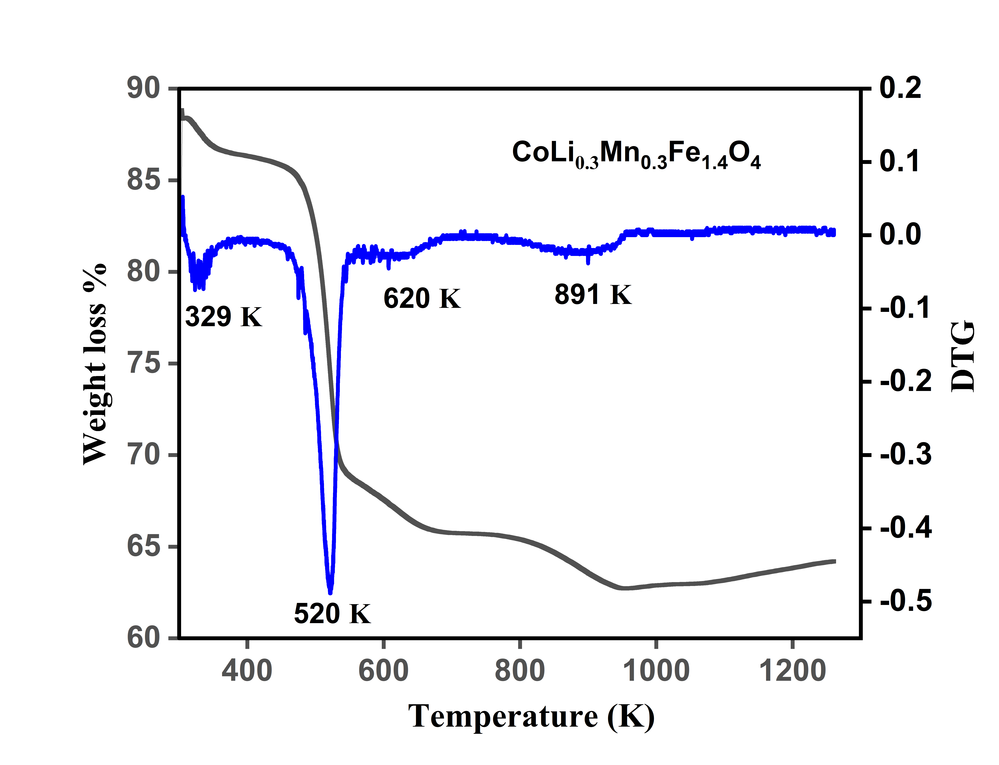 90
85
80
75
70
65
60
Weight loss %
0.2
0.1
0.0
-0.1
-0.2
-0.3
-0.4
-0.5
DTG
CoLi0.3Mn0.3Fe1.4O4
329 K
620 K
891 K
520 K
400 600 800 1000 1200
Temperature (K)